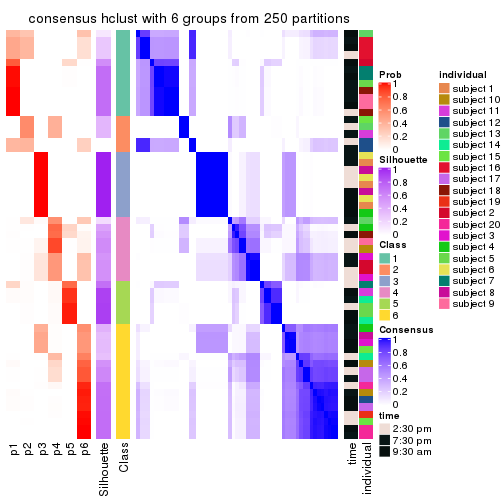 consensus hclust with 6 groups from 250 partitions
Prob
1
0.8
0.6
0.4
0.2
0
Silhouette
1
0.8
0.6
0.4
0.2
0
Class
1
2
3
4
5
6
Consensus
1
0.8
0.6
0.4
0.2
0
time
2:30 pm
7:30 pm
9:30 am
individual
subject 1
subject 10
subject 11
subject 12
subject 13
subject 14
subject 15
subject 16
subject 17
subject 18
subject 19
subject 2
subject 20
subject 3
subject 4
subject 5
subject 6
subject 7
subject 8
subject 9
p1
p2
p3
p4
p5
p6
Silhouette
Class
time
individual